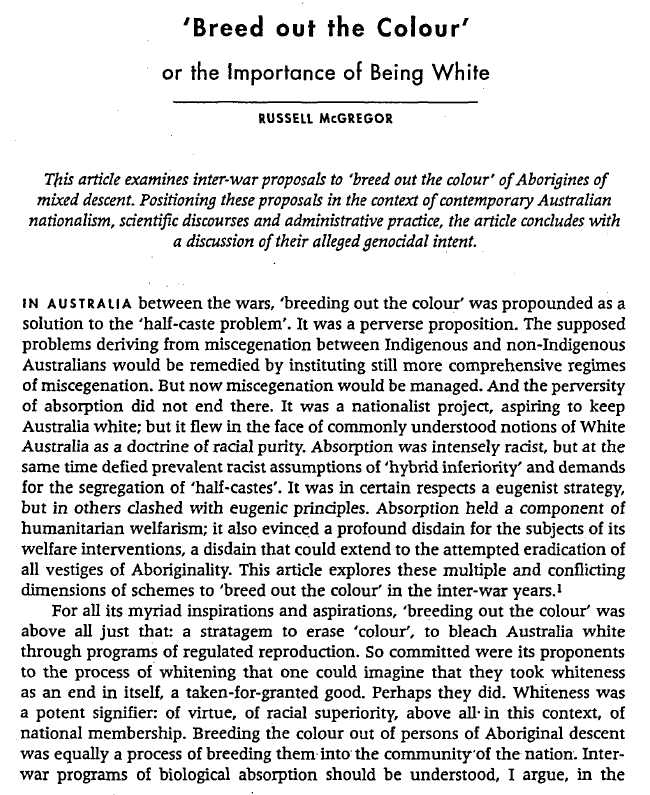 ‘Breed out the Colour’
or the Importance of Being White
RUSSELL McGREGOR
This article examines inter-war proposals to ‘breed out the colour’ of Aborigines of
mixed descent. Positioning these proposals in the context of contemporary Australian
nationalism, scientific discourses and administrative practice, the article concludes with
a discussion of their alleged genocidal intent.
IN AUSTRALIA between the wars, ‘breeding out the colour’ was propounded as a
solution to the ‘half-caste problem’. It was a perverse proposition. The supposed
problems deriving from miscegenation between Indigenous and non-Indigenous
Australians would be remedied by instituting still more comprehensive regimes
of miscegenation. But now miscegenation would be managed. And the perversity
of absorption did not end there. It was a nationalist project, aspiring to keep
Australia white; but it flew in the face of commonly understood notions of White
Australia as a doctrine of racial purity. Absorption was intensely racist, but at the
same time defied prevalent racist assumptions of ‘hybrid inferiority’ and demands
for the segregation of ‘half-castes’. It was in certain respects a eugenist strategy,
but in others clashed with eugenic principles. Absorption held a component of
humanitarian welfarism; it also evinced a profound disdain for the subjects of its
welfare interventions, a disdain that could extend to the attempted eradication of
all vestiges of Aboriginality. This article explores these multiple and conflicting
dimensions of schemes to ‘breed out the colour’ in the inter-war years.¹
For all its myriad inspirations and aspirations, ‘breeding out the colour’ was
above all just that: a stratagem to erase ‘colour’, to bleach Australia white
through programs of regulated reproduction. So committed were its proponents
to the process of whitening that one could imagine that they took whiteness
as an end in itself, a taken-for-granted good. Perhaps they did. Whiteness was
a potent signifier: of virtue, of racial superiority, above all in this context, of
national membership. Breeding the colour out of persons of Aboriginal descent
was equally a process of breeding them into the community of the nation. Inter-
war programs of biological absorption should be understood, I argue, in the